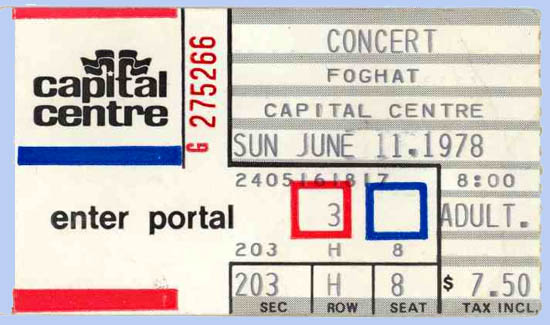 capital
centre
G 275266
CONCERT
FOGHAT
CAPITAL CENTRE
SUN JUNE 11.1978
2405161817 8:00
enter portal 3 ADULT.
203 H 8
203 H 8 $ 7.50
SEC ROW SEAT TAX INCL.